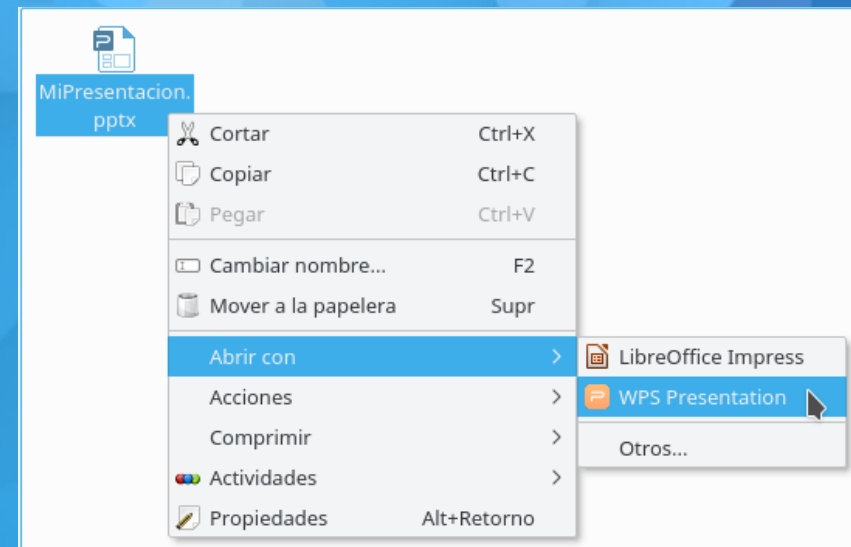 MiPresentacion.
pptx
Cortar Ctrl+X
Copiar Ctrl+C
Pegar Ctrl+V
Cambiar nombre... F2
Mover a la papelera Supr
Abrir con
LibreOffice Impress
Acciones
WPS Presentation
Comprimir
Otros...
Actividades
Propiedades Alt+Retorno